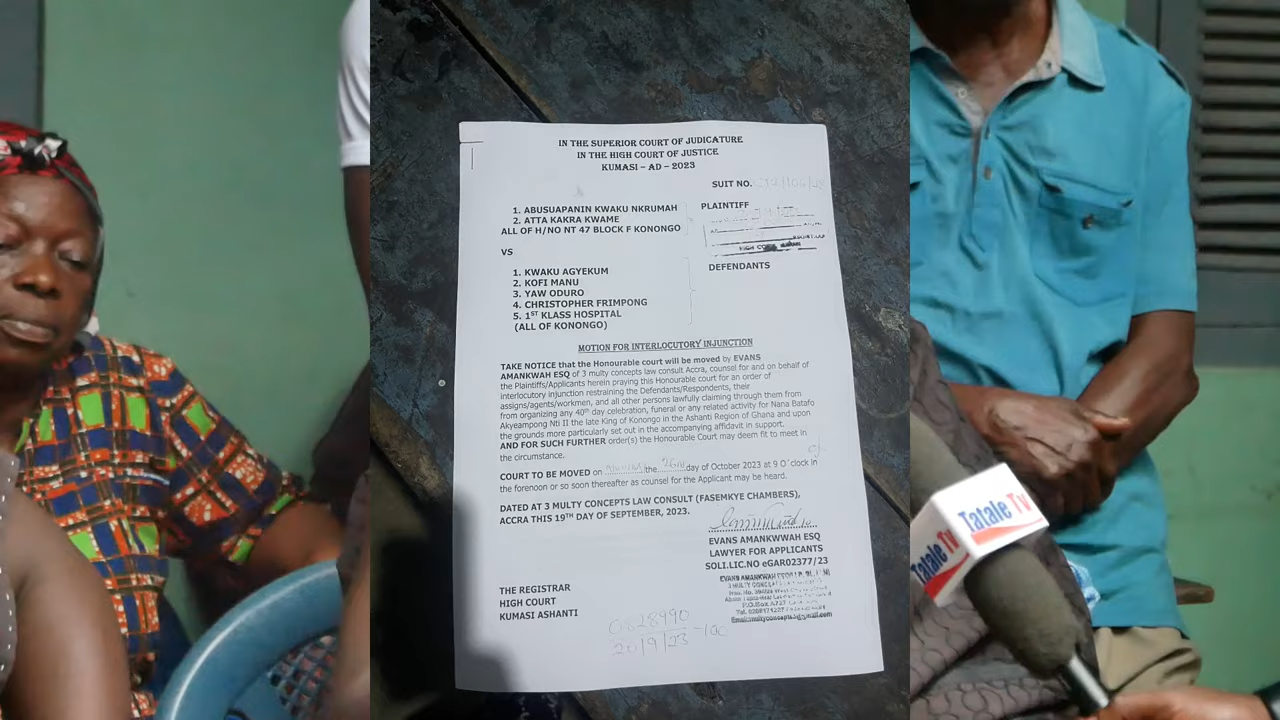 IN THE SUPERIOR COURT OF JUDICATURE
IN THE HIGH COURT OF JUSTICE
KUMASI – AD – 2023
SUIT NO.
1. ABUSUAPANIN KWAKU NKRUMAH
2. ATTA KAKRA KWAME
ALL OF H/NO NT 47 BLOCK F KONONGO
PLAINTIFF
VS
1. KWAKU AGYEKUM
2. KOFI MANU
3. YAW ODURO
4. CHRISTOPHER FRIMPONG
5. 1ST KLASS HOSPITAL
(ALL OF KONONGO)
DEFENDANTS
MOTION FOR INTERLOCUTORY INJUNCTION
TAKE NOTICE that the Honourable court will be moved by EVANS
AMANKWAH ESQ of 3 multy concepts law consult Accra, counsel for and on behalf of
the Plaintiffs/Applicants herein praying this Honourable court for an order of
interlocutory injunction restraining the Defendants/Respondents, their
assigns/agents/workmen, and all other persons lawfully claiming through them from
from organizing any 40th day celebration, funeral or any related activity for Nana Batafo
Akyeampong Nti II the late King of Konongo in the Ashanti Region of Ghana and upon
the grounds more particularly set out in the accompanying affidavit in support.
AND FOR SUCH FURTHER order(s) the Honourable Court may deem fit to meet in
the circumstance.
COURT TO BE MOVED on the day of October 2023 at 9 O'clock in
the forenoon or so soon thereafter as counsel for the Applicant may be heard.
DATED AT 3 MULTY CONCEPTS LAW CONSULT (FASEMKYE CHAMBERS),
ACCRA THIS 19TH DAY OF SEPTEMBER, 2023.
EVANS AMANKWWAH ESQ
LAWYER FOR APPLICANTS
SOLI.LIC.NO eGAR02377/23
THE REGISTRAR
HIGH COURT
KUMASI ASHANTI
0828990
20/9/23
Tatale Tv
Tatale Tv